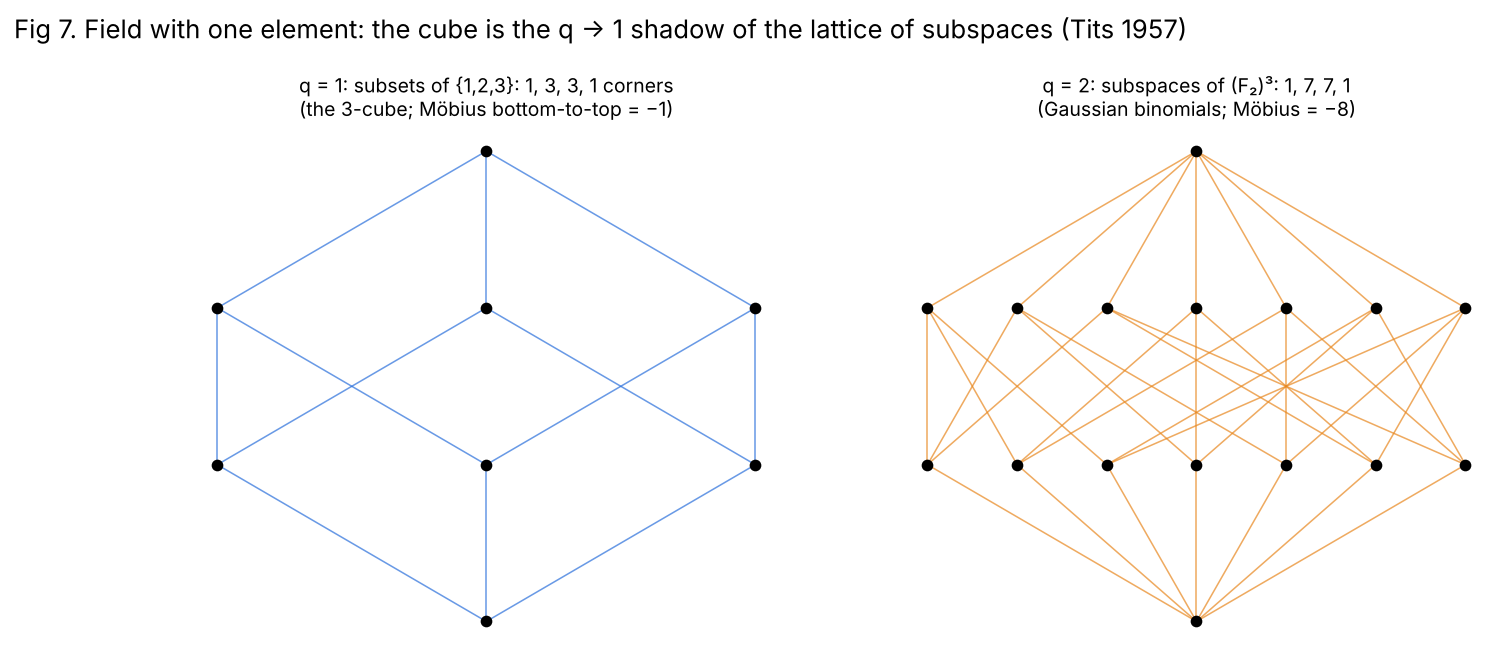 Fig 7. Field with one element: the cube is the q → 1 shadow of the lattice of subspaces (Tits 1957)
q = 1: subsets of {1,2,3}: 1, 3, 3, 1 corners
(the 3-cube; Möbius bottom-to-top = −1)
q = 2: subspaces of (F₂)³: 1, 7, 7, 1
(Gaussian binomials; Möbius = −8)